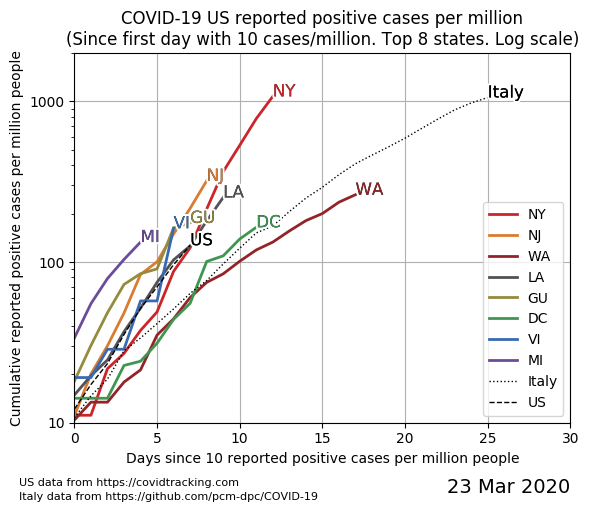 COVID-19 US reported positive cases per million
(Since first day with 10 cases/million. Top 8 states. Log scale)
Cumulative reported positive cases per million people
1000
100
10
NY
Italy
NJ
LA
WA
VI
GU
DC
MI
US
NY
NJ
WA
LA
GU
DC
VI
MI
Italy
US
0 5 10 15 20 25 30
Days since 10 reported positive cases per million people
US data from https://covidtracking.com
Italy data from https://github.com/pcm-dpc/COVID-19
23 Mar 2020